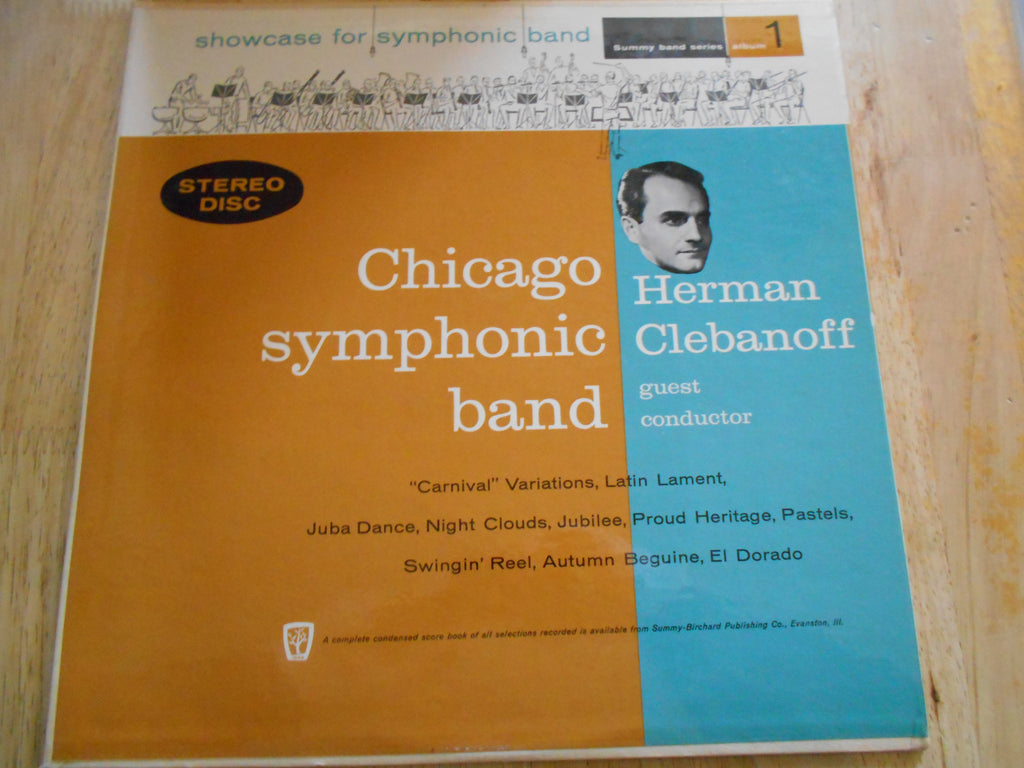 showcase for symphonic band
Summy band series album 1
STEREO
DISC
Chicago
symphonic
band
Herman
Clebanoff
guest
conductor
"Carnival" Variations, Latin Lament,
Juba Dance, Night Clouds, Jubilee, Proud Heritage, Pastels,
Swingin' Reel, Autumn Beguine, El Dorado
A complete condensed score book of all selections recorded is available from Summy-Birchard Publishing Co., Evanston, Ill.